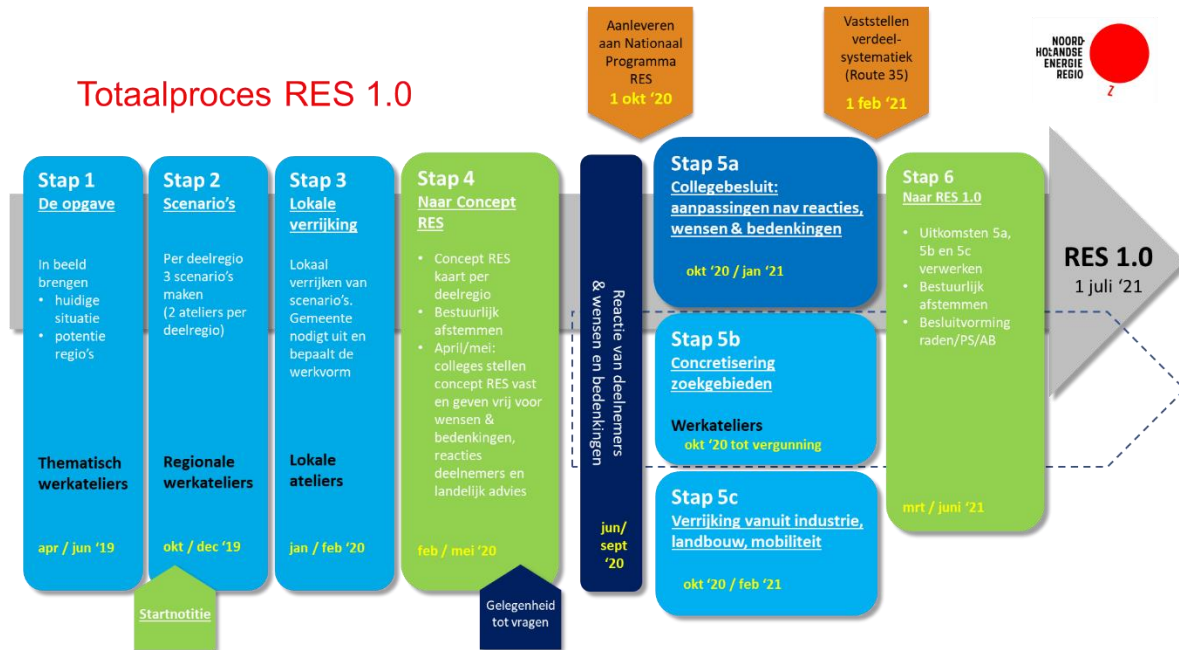 Totaalproces RES 1.0
Aanleveren
aan Nationaal
Programma
RES
1 okt ‘20
Vaststellen
verdeel-
systematiek
(Route 35)
1 feb ‘21
NOORD-
HOLLANDSE
ENERGIE
REGIO
Z
Stap 1
De opgave
In beeld
brengen
• huidige
situatie
• potentie
regio’s
Thematisch
werkateliers
apr / jun ‘19
Stap 2
Scenario’s
Per deelregio
3 scenario’s
maken
(2 ateliers per
deelregio)
Regionale
werkateliers
okt / dec ‘19
Startnotitie
Stap 3
Lokale
verrijking
Lokaal
verrijken van
scenario’s.
Gemeente
nodigt uit en
bepaalt de
werkvorm
Lokale
ateliers
jan / feb ‘20
Stap 4
Naar Concept
RES
• Concept RES
kaart per
deelregio
• Bestuurlijk
afstemmen
• April/mei:
colleges stellen
concept RES vast
en geven vrij voor
wensen &
bedenkingen,
reacties
deelnemers en
landelijk advies
feb / mei ‘20
Gelegenheid
tot vragen
Reactie van deelnemers
& wensen en bedenkingen
jun/
sept
‘20
Stap 5a
Collegebesluit:
aanpassingen nav reacties,
wensen & bedenkingen
okt ‘20 / jan ‘21
Stap 5b
Concretisering
zoekgebieden
Werkateliers
okt ‘20 tot vergunning
Stap 5c
Verrijking vanuit industrie,
landbouw, mobiliteit
okt ‘20 / feb ‘21
Stap 6
Naar RES 1.0
• Uitkomsten 5a,
5b en 5c
verwerken
• Bestuurlijk
afstemmen
• Besluitvorming
raden/PS/AB
mrt / juni ‘21
RES 1.0
1 juli ‘21